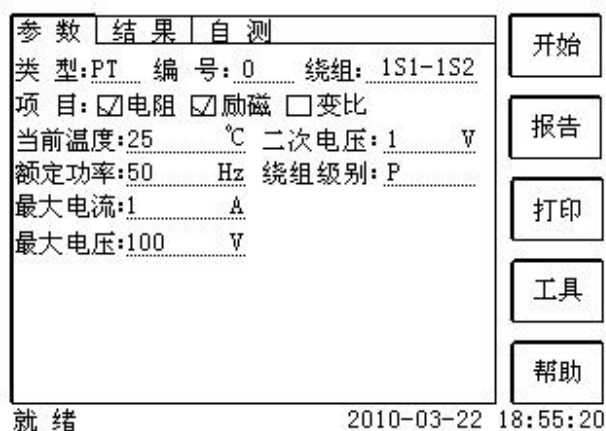 参 数 结 果 自 测
类 型:PT 编 号:0 绕组: 1S1-1S2
项 目: ☑电阻 ☑励磁 □变比
当前温度:25 ℃ 二次电压:1 V
额定功率:50 Hz 绕组级别:P
最大电流:1 A
最大电压:100 V
开始
报告
打印
工具
帮助
就 绪 2010-03-22 18:55:20